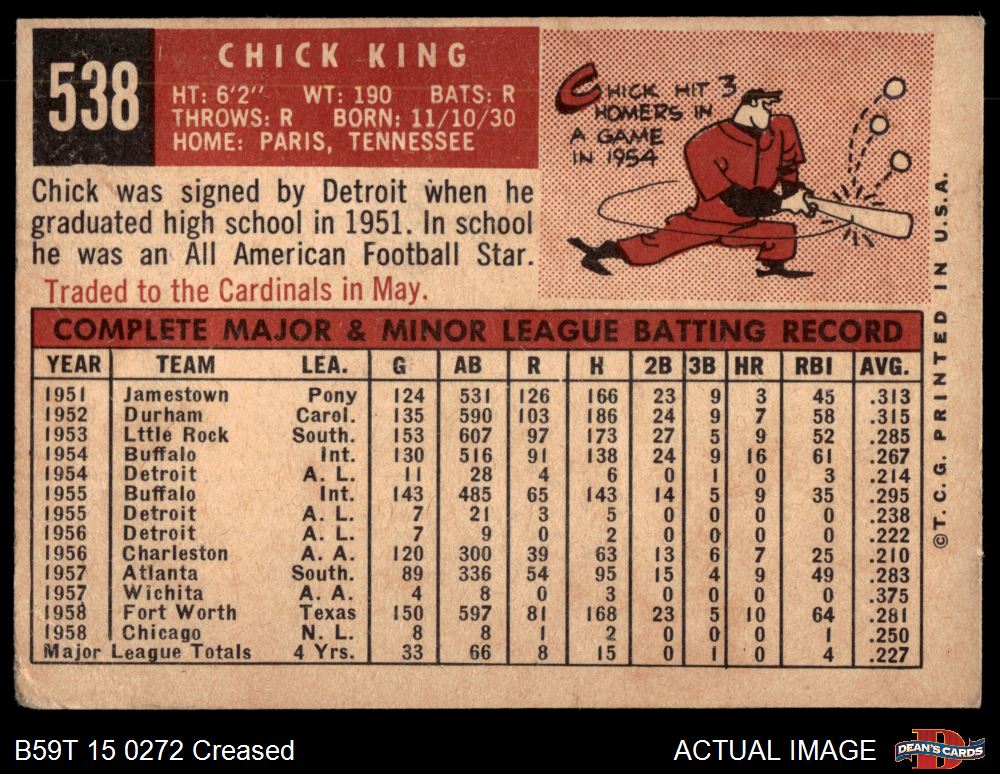 538
CHICK KING
HT: 6'2" WT: 190 BATS: R
THROWS: R BORN: 11/10/30
HOME: PARIS, TENNESSEE
Chick was signed by Detroit when he
graduated high school in 1951. In school
he was an All American Football Star.
Traded to the Cardinals in May.
CHICK HIT 3
HOMERS IN
A GAME
IN 1954
COMPLETE MAJOR & MINOR LEAGUE BATTING RECORD
YEAR TEAM LEA. G AB R H 2B 3B HR RBI AVG.
1951 Jamestown Pony 124 531 126 166 23 9 3 45 .313
1952 Durham Carol. 135 590 103 186 24 9 7 58 .315
1953 Lttle Rock South. 153 607 97 173 27 5 9 52 .285
1954 Buffalo Int. 130 516 91 138 24 9 16 61 .267
1954 Detroit A. L. 11 28 4 6 0 1 0 3 .214
1955 Buffalo Int. 143 485 65 143 14 5 9 35 .295
1955 Detroit A. L. 7 21 3 5 0 0 0 0 .238
1956 Detroit A. L. 7 9 0 2 0 0 0 0 .222
1956 Charleston A. A. 120 300 39 63 13 6 7 25 .210
1957 Atlanta South. 89 336 54 95 15 4 9 49 .283
1957 Wichita A. A. 4 8 0 3 0 0 0 0 .375
1958 Fort Worth Texas 150 597 81 168 23 5 10 64 .281
1958 Chicago N. L. 8 8 1 2 0 0 0 1 .250
Major League Totals 4 Yrs. 33 66 8 15 0 1 0 4 .227
©T. C. G. PRINTED IN U.S.A.
B59T 15 0272 Creased
ACTUAL IMAGE
DEAN'S CARDS